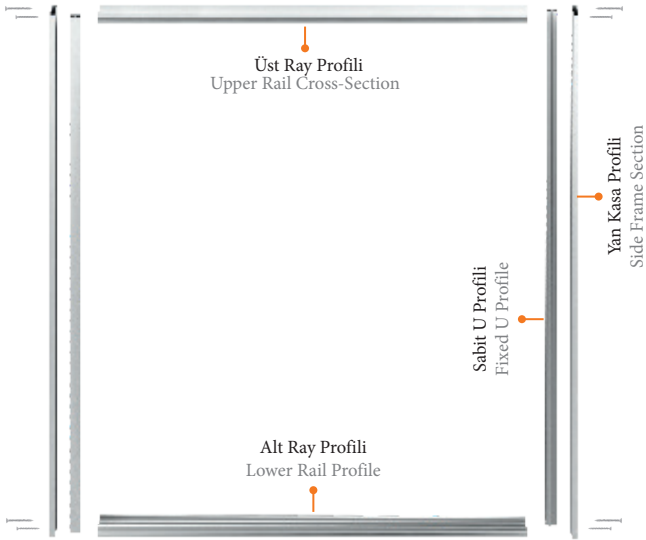 Üst Ray Profili
Upper Rail Cross-Section
Yan Kasa Profili
Side Frame Section
Sabit U Profili
Fixed U Profile
Alt Ray Profili
Lower Rail Profile